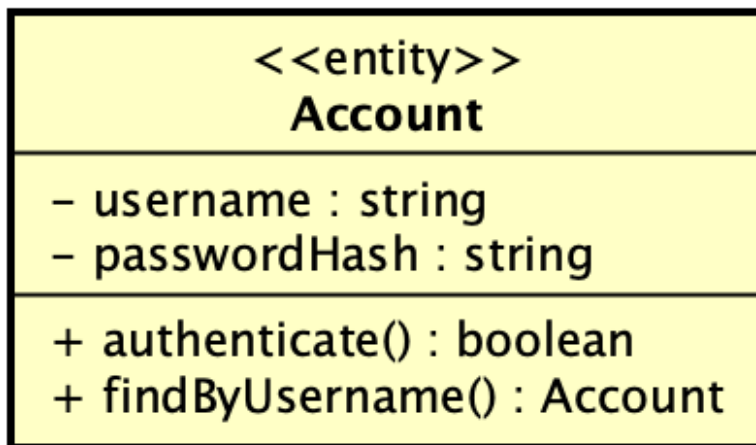 <<entity>>
Account
– username : string
– passwordHash : string
+ authenticate() : boolean
+ findByUsername() : Account